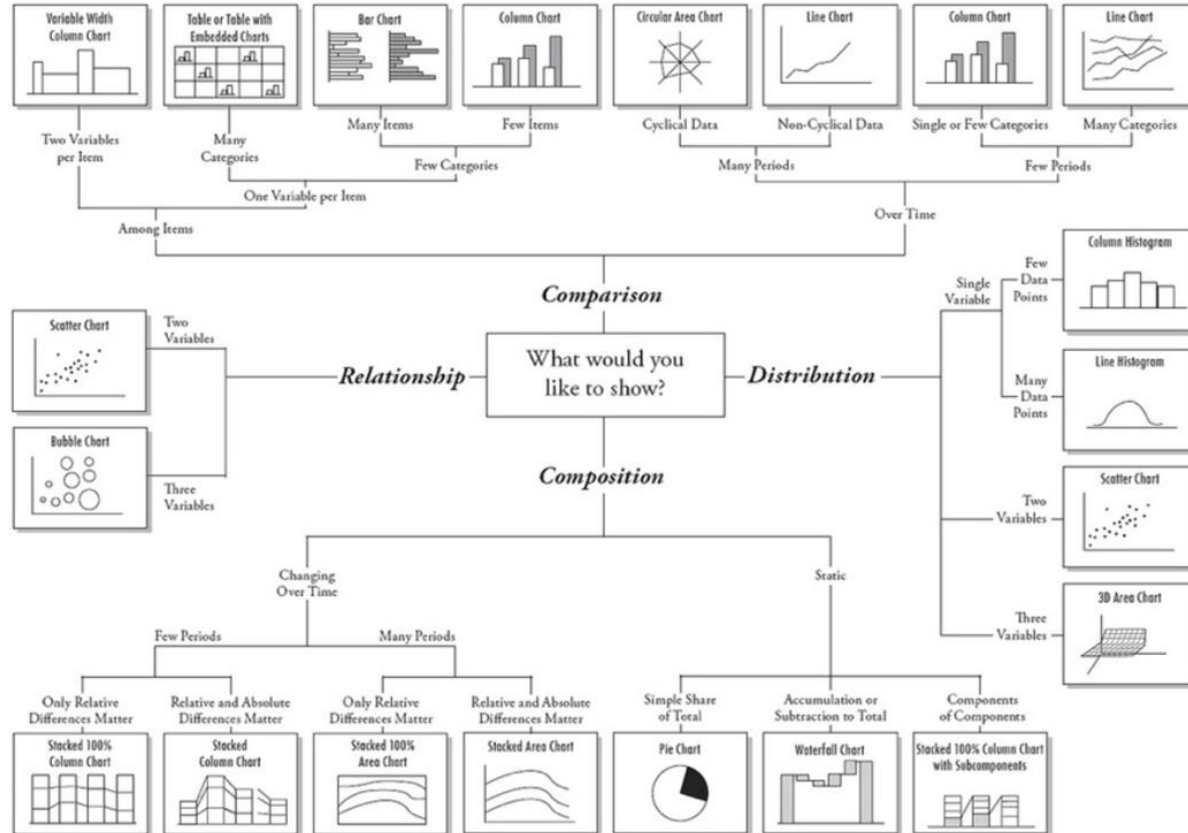 Variable Width
Column Chart
Table or Table with
Embedded Charts
Bar Chart
Column Chart
Circular Area Chart
Line Chart
Column Chart
Line Chart
Two Variables
per Item
Many
Categories
Many Items
Few Items
Cyclical Data
Non-Cyclical Data
Single or Few Categories
Many Categories
Few Categories
Many Periods
Few Periods
One Variable per Item
Among Items
Over Time
Comparison
What would you
like to show?
Relationship
Two
Variables
Scatter Chart
Bubble Chart
Three
Variables
Distribution
Single
Variable
Few
Data
Points
Column Histogram
Many
Data
Points
Line Histogram
Two
Variables
Scatter Chart
Three
Variables
3D Area Chart
Composition
Changing
Over Time
Static
Few Periods
Many Periods
Only Relative
Differences Matter
Relative and Absolute
Differences Matter
Only Relative
Differences Matter
Relative and Absolute
Differences Matter
Simple Share
of Total
Accumulation or
Subtraction to Total
Components
of Components
Stacked 100%
Column Chart
Stacked
Column Chart
Stacked 100%
Area Chart
Stacked Area Chart
Pie Chart
Waterfall Chart
Stacked 100% Column Chart
with Subcomponents